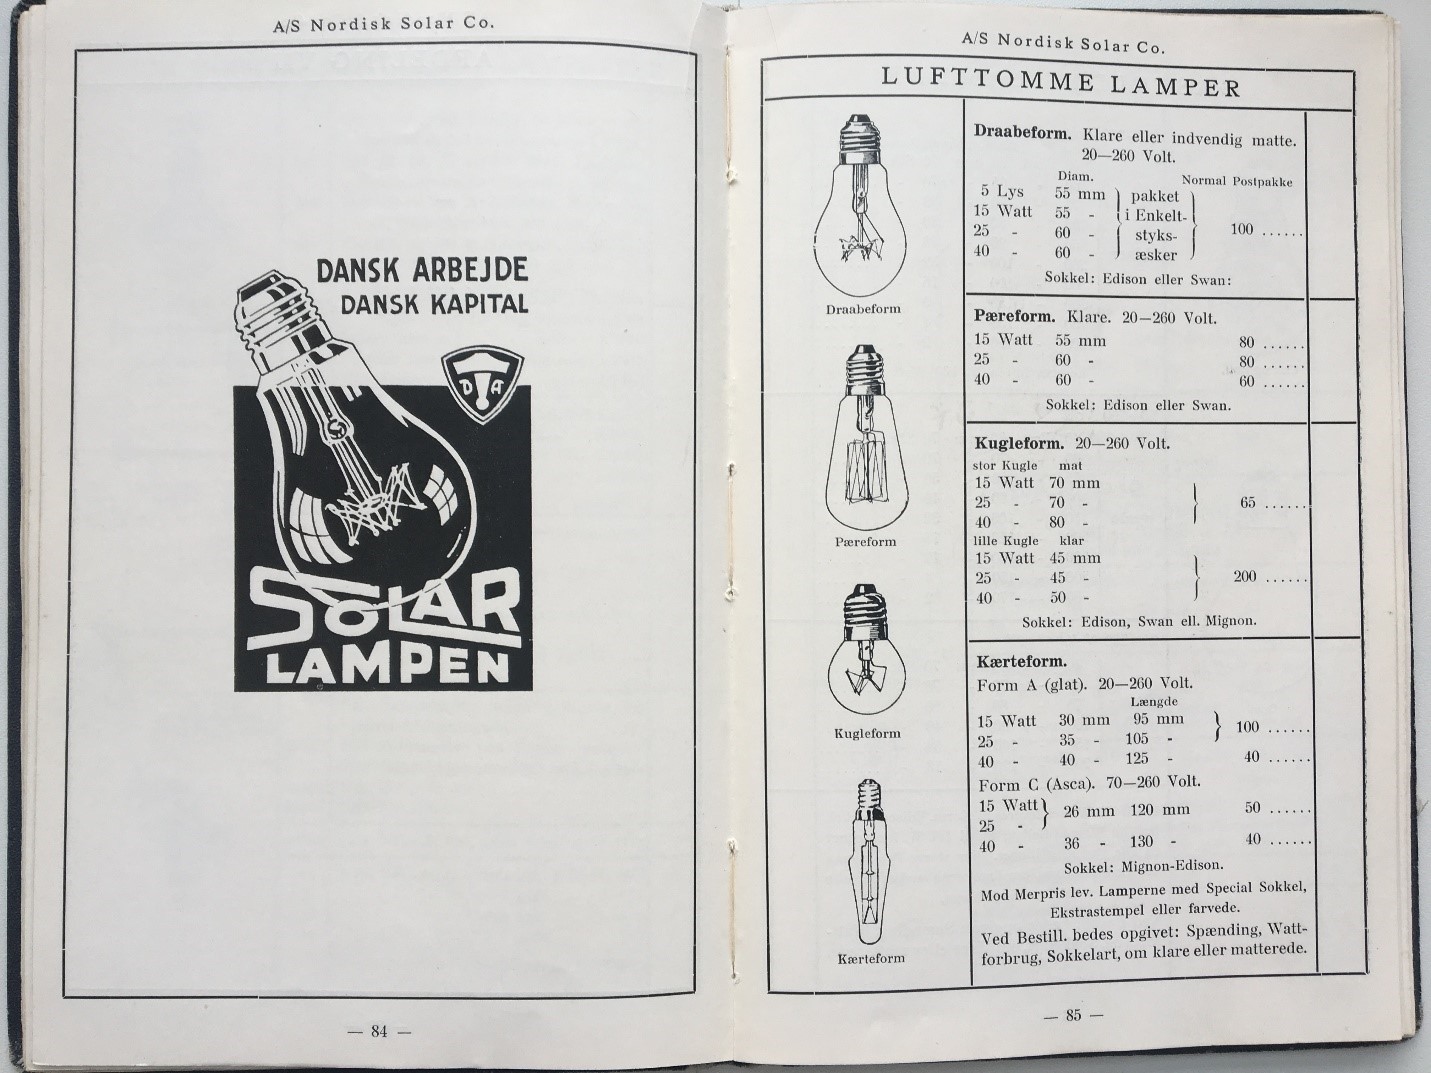 A/S Nordisk Solar Co.
DANSK ARBEJDE
DANSK KAPITAL
D A
SOLAR
LAMPEN
— 84 —
A/S Nordisk Solar Co.
LUFTTOMME LAMPER
Draabeform
Pæreform
Kugleform
Kærteform
Draabeform. Klare eller indvendig matte.
20—260 Volt.
Diam. Normal Postpakke
5 Lys 55 mm } pakket }
15 Watt 55 - i Enkelt-
25 - 60 - styks- 100 ......
40 - 60 - æsker
Sokkel: Edison eller Swan:
Pæreform. Klare. 20—260 Volt.
15 Watt 55 mm 80 ......
25 - 60 - 80 ......
40 - 60 - 60 ......
Sokkel: Edison eller Swan.
Kugleform. 20—260 Volt.
stor Kugle mat
15 Watt 70 mm
25 - 70 - } 65 ......
40 - 80 -
lille Kugle klar
15 Watt 45 mm
25 - 45 - } 200 ......
40 - 50 -
Sokkel: Edison, Swan ell. Mignon.
Kærteform.
Form A (glat). 20—260 Volt.
Længde
15 Watt 30 mm 95 mm } 100 ......
25 - 35 - 105 -
40 - 40 - 125 - 40 ......
Form C (Asca). 70—260 Volt.
15 Watt } 26 mm 120 mm 50 ......
25 -
40 - 36 - 130 - 40 ......
Sokkel: Mignon-Edison.
Mod Merpris lev. Lamperne med Special Sokkel,
Ekstrastempel eller farvede.
Ved Bestill. bedes opgivet: Spænding, Watt-
forbrug, Sokkelart, om klare eller matterede.
— 85 —